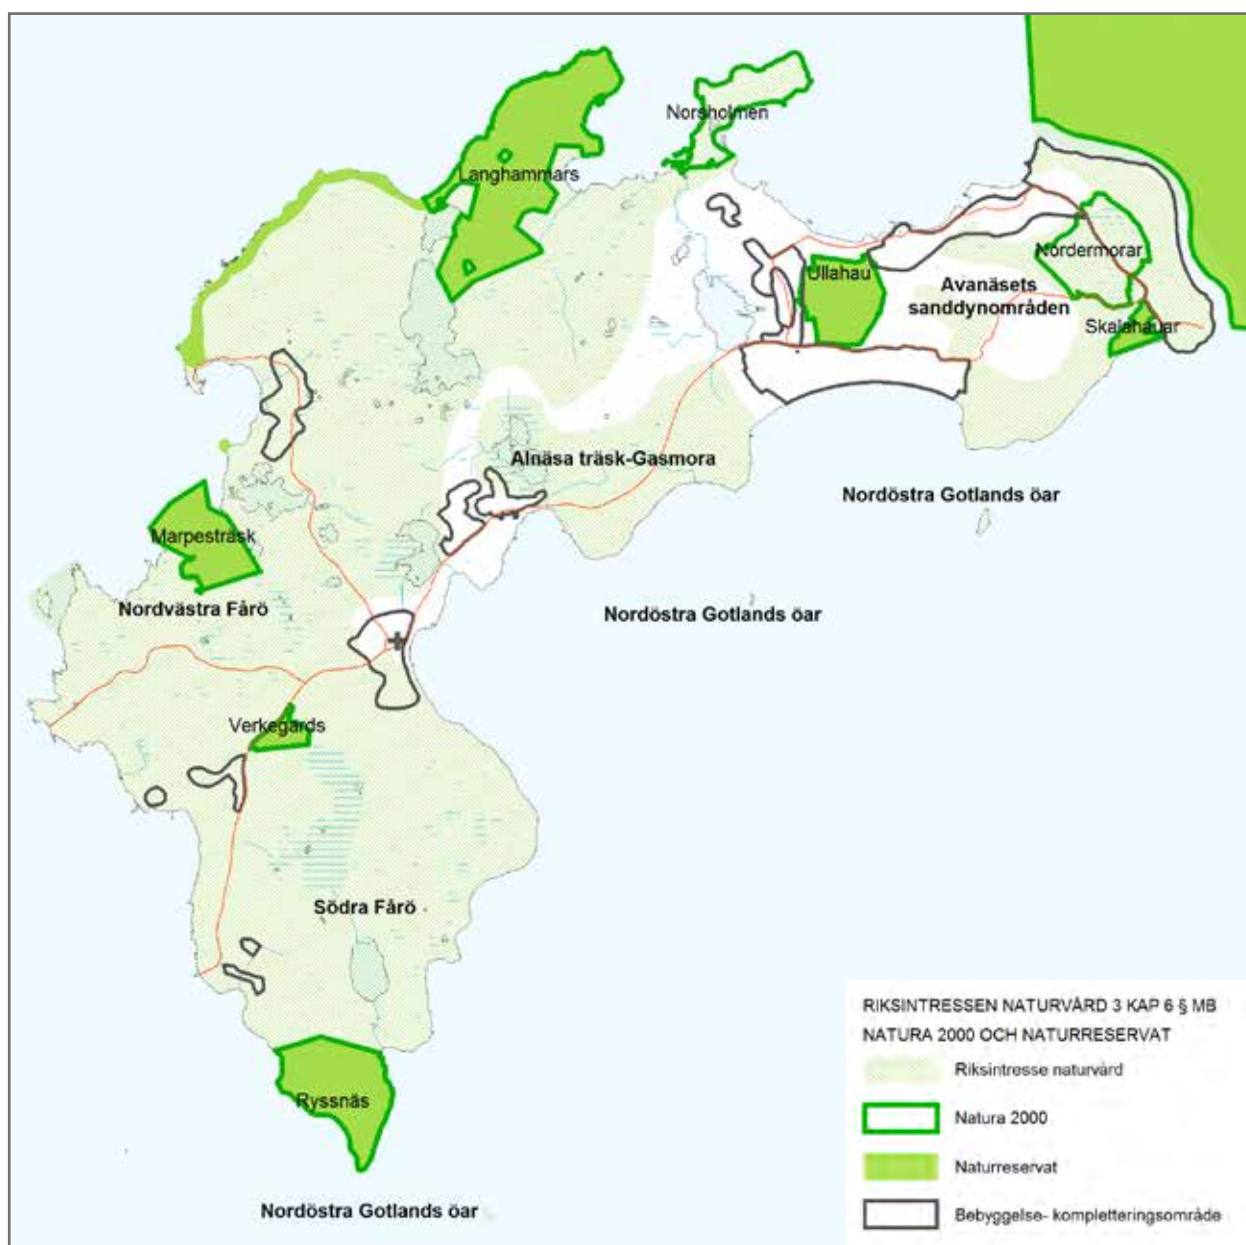 Norsholmen
Langhammars
Nordermorar
Ullahau
Avanäsets
sanddynområden
Skalahauar
Alnäsa träsk-Gasmora
Nordöstra Gotlands öar
Marpesträsk
Nordvästra Fårö
Nordöstra Gotlands öar
Verkegards
Södra Fårö
RIKSINTRESSEN NATURVÅRD 3 KAP 6 § MB
NATURA 2000 OCH NATURRESERVAT
Riksintresse naturvård
Natura 2000
Naturreservat
Bebyggelse- kompletteringsområde
Ryssnäs
Nordöstra Gotlands öar